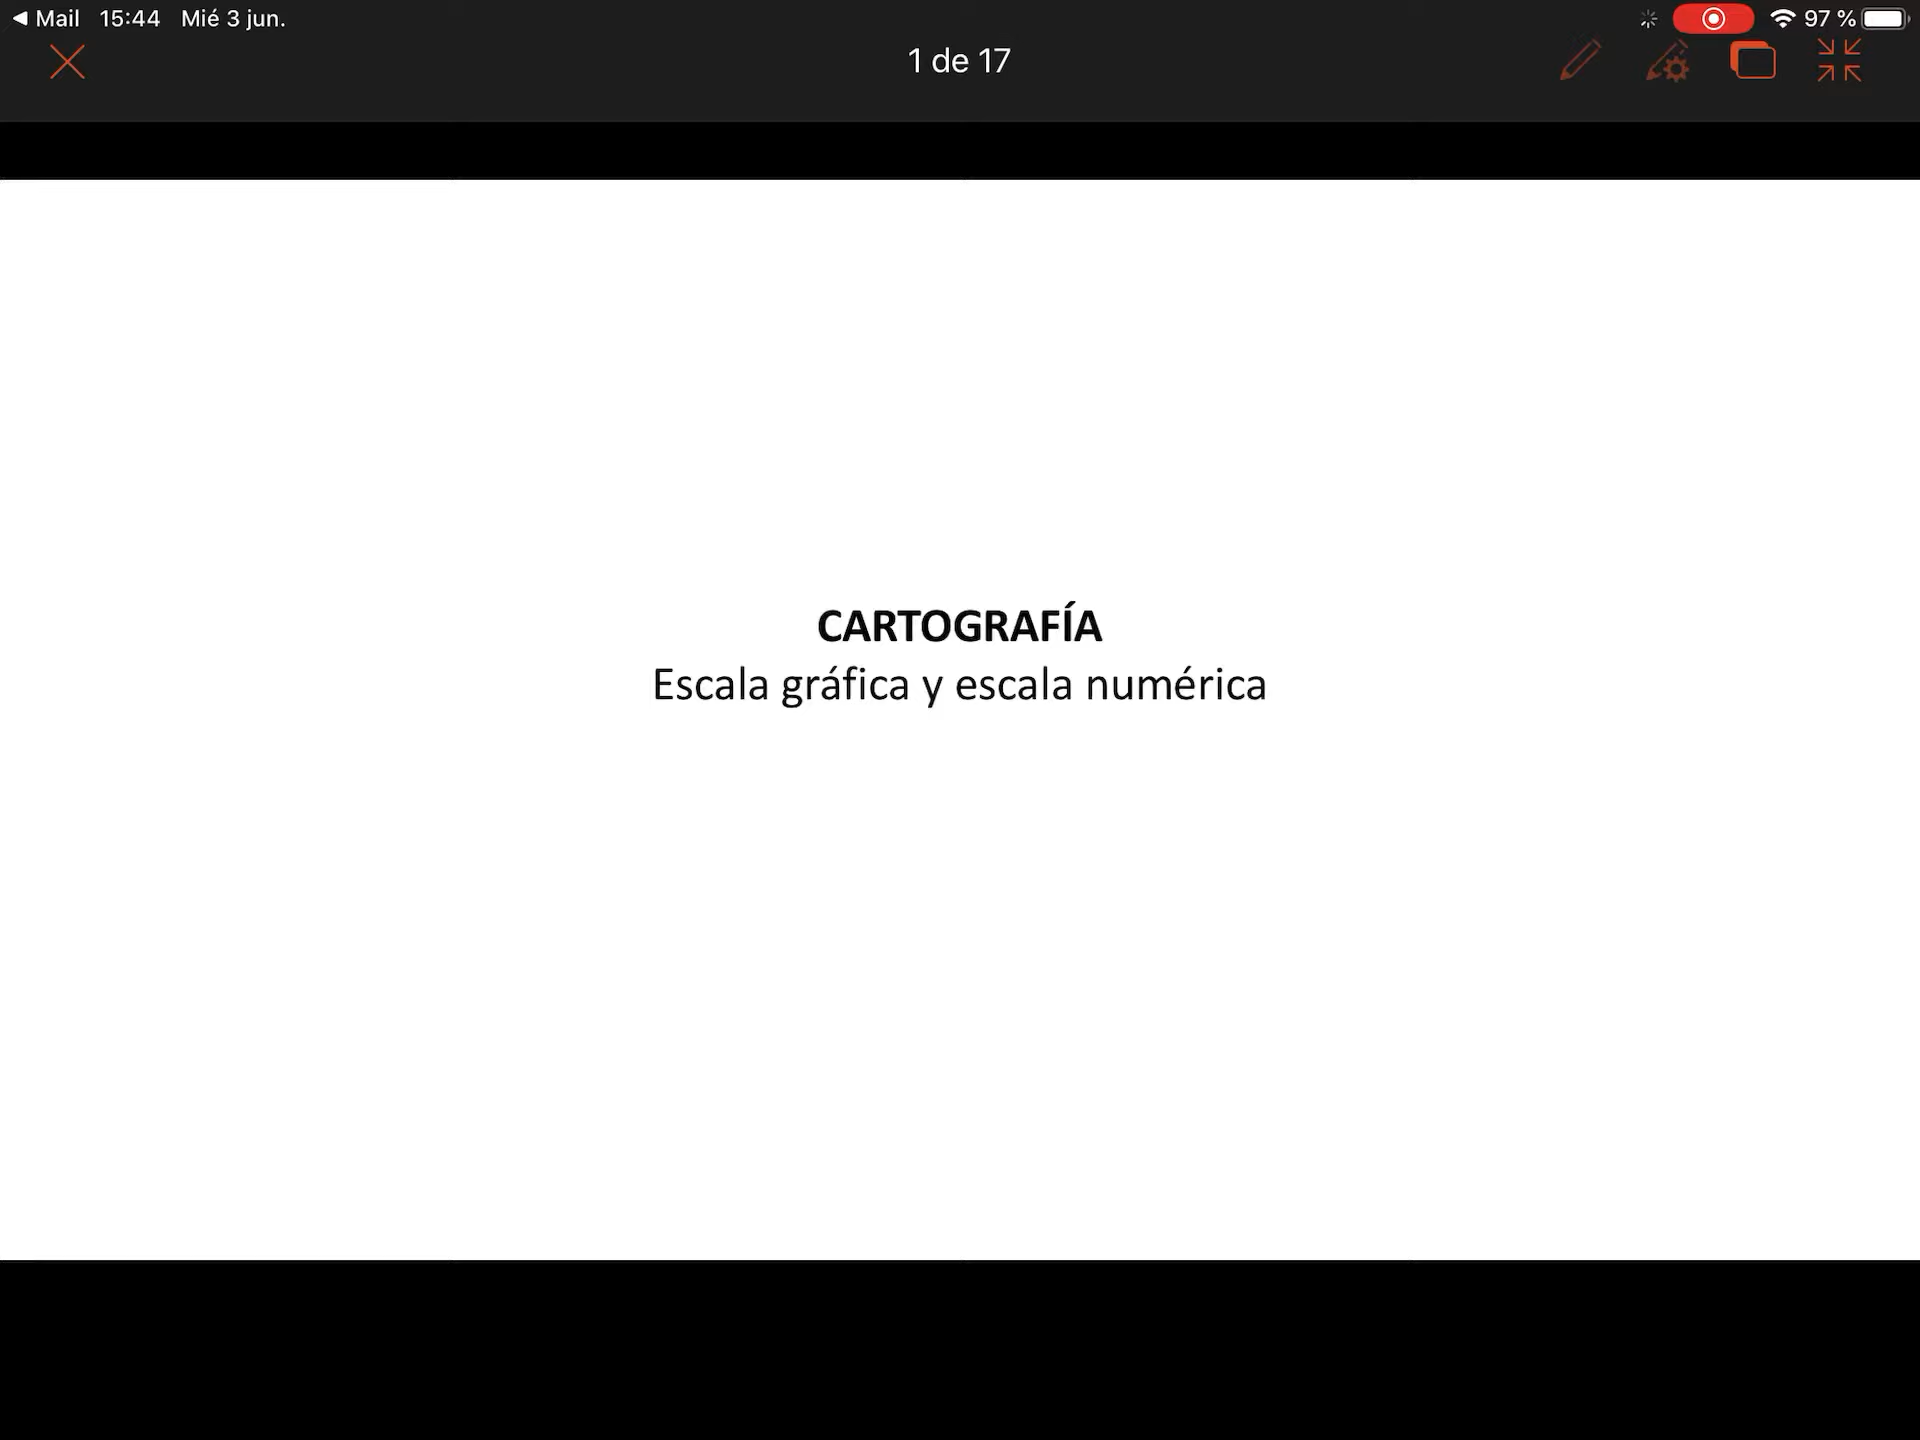 Mail 15:44 Mié 3 jun. 97 %
1 de 17
CARTOGRAFÍA
Escala gráfica y escala numérica